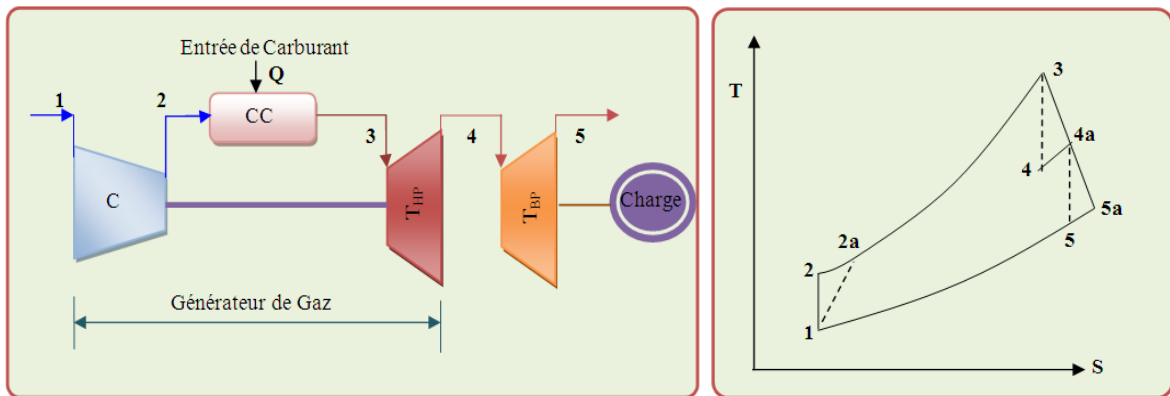 Entrée de Carburant
Q
1
2
CC
3
4
5
C
T_HP
T_BP
Charge
Générateur de Gaz
T
3
4a
4
5a
5
2a
2
1
S